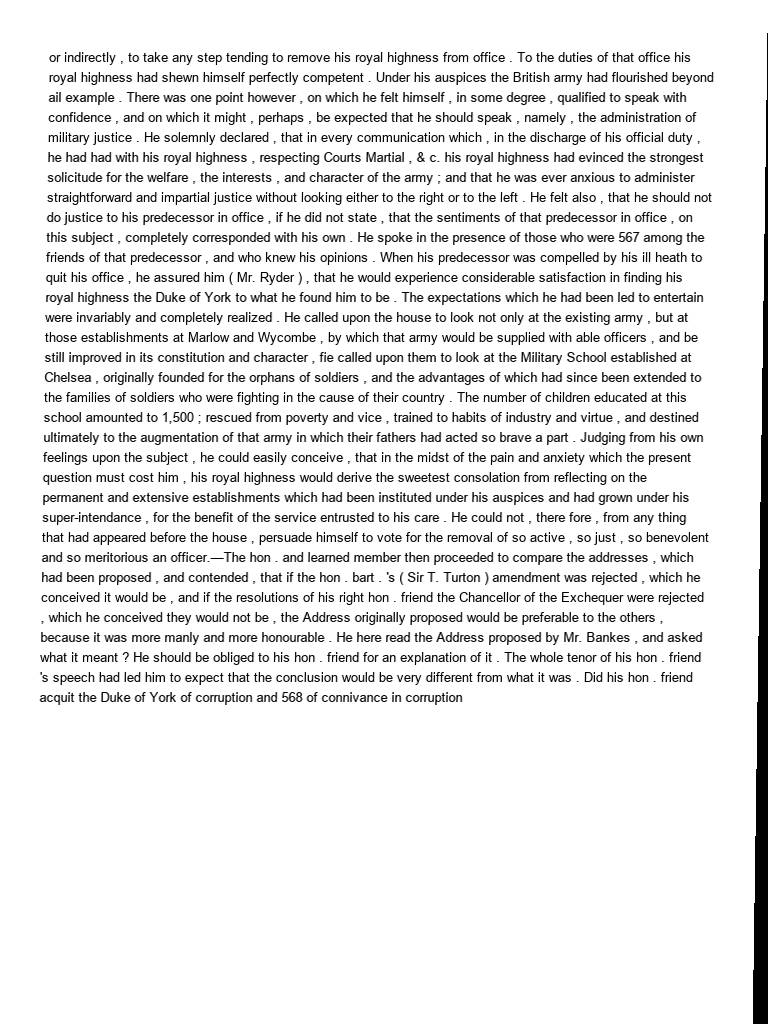 or indirectly , to take any step tending to remove his royal highness from office . To the duties of that office his
royal highness had shewn himself perfectly competent . Under his auspices the British army had flourished beyond
ail example . There was one point however , on which he felt himself , in some degree , qualified to speak with
confidence , and on which it might , perhaps , be expected that he should speak , namely , the administration of
military justice . He solemnly declared , that in every communication which , in the discharge of his official duty ,
he had had with his royal highness , respecting Courts Martial , & c. his royal highness had evinced the strongest
solicitude for the welfare , the interests , and character of the army ; and that he was ever anxious to administer
straightforward and impartial justice without looking either to the right or to the left . He felt also , that he should not
do justice to his predecessor in office , if he did not state , that the sentiments of that predecessor in office , on
this subject , completely corresponded with his own . He spoke in the presence of those who were 567 among the
friends of that predecessor , and who knew his opinions . When his predecessor was compelled by his ill heath to
quit his office , he assured him ( Mr. Ryder ) , that he would experience considerable satisfaction in finding his
royal highness the Duke of York to what he found him to be . The expectations which he had been led to entertain
were invariably and completely realized . He called upon the house to look not only at the existing army , but at
those establishments at Marlow and Wycombe , by which that army would be supplied with able officers , and be
still improved in its constitution and character , fie called upon them to look at the Military School established at
Chelsea , originally founded for the orphans of soldiers , and the advantages of which had since been extended to
the families of soldiers who were fighting in the cause of their country . The number of children educated at this
school amounted to 1,500 ; rescued from poverty and vice , trained to habits of industry and virtue , and destined
ultimately to the augmentation of that army in which their fathers had acted so brave a part . Judging from his own
feelings upon the subject , he could easily conceive , that in the midst of the pain and anxiety which the present
question must cost him , his royal highness would derive the sweetest consolation from reflecting on the
permanent and extensive establishments which had been instituted under his auspices and had grown under his
super-intendance , for the benefit of the service entrusted to his care . He could not , there fore , from any thing
that had appeared before the house , persuade himself to vote for the removal of so active , so just , so benevolent
and so meritorious an officer.—The hon . and learned member then proceeded to compare the addresses , which
had been proposed , and contended , that if the hon . bart . 's ( Sir T. Turton ) amendment was rejected , which he
conceived it would be , and if the resolutions of his right hon . friend the Chancellor of the Exchequer were rejected
, which he conceived they would not be , the Address originally proposed would be preferable to the others ,
because it was more manly and more honourable . He here read the Address proposed by Mr. Bankes , and asked
what it meant ? He should be obliged to his hon . friend for an explanation of it . The whole tenor of his hon . friend
's speech had led him to expect that the conclusion would be very different from what it was . Did his hon . friend
acquit the Duke of York of corruption and 568 of connivance in corruption